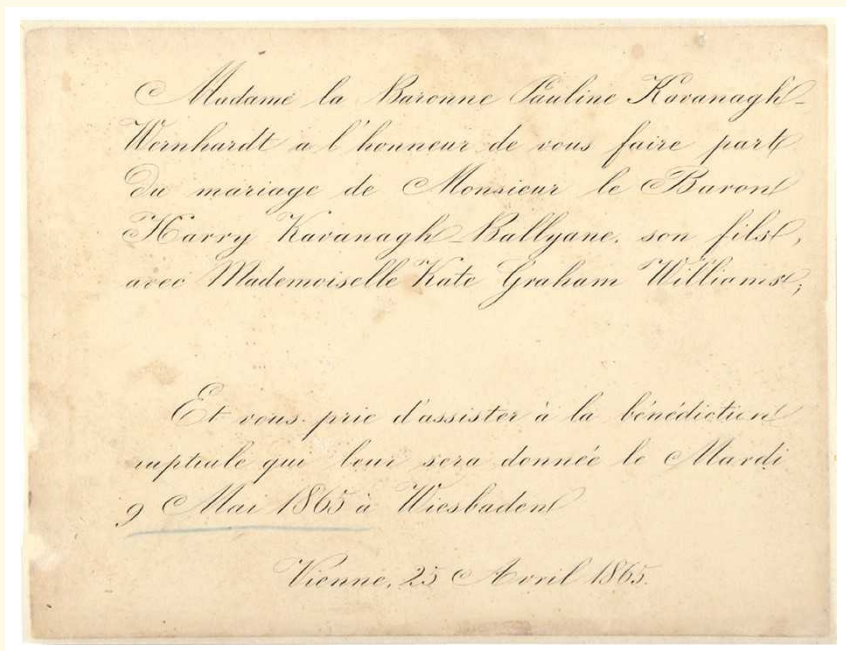 Madame la Baronne Pauline Kavanagh-
Wernhardt a l'honneur de vous faire part
du mariage de Monsieur le Baron
Harry Kavanagh-Ballyane, son fils,
avec Mademoiselle Kate Graham Williams;
Et vous prie d'assister à la bénédiction
nuptiale qui leur sera donnée le Mardi
9 Mai 1865 à Wiesbaden
Vienne, 25 Avril 1865.